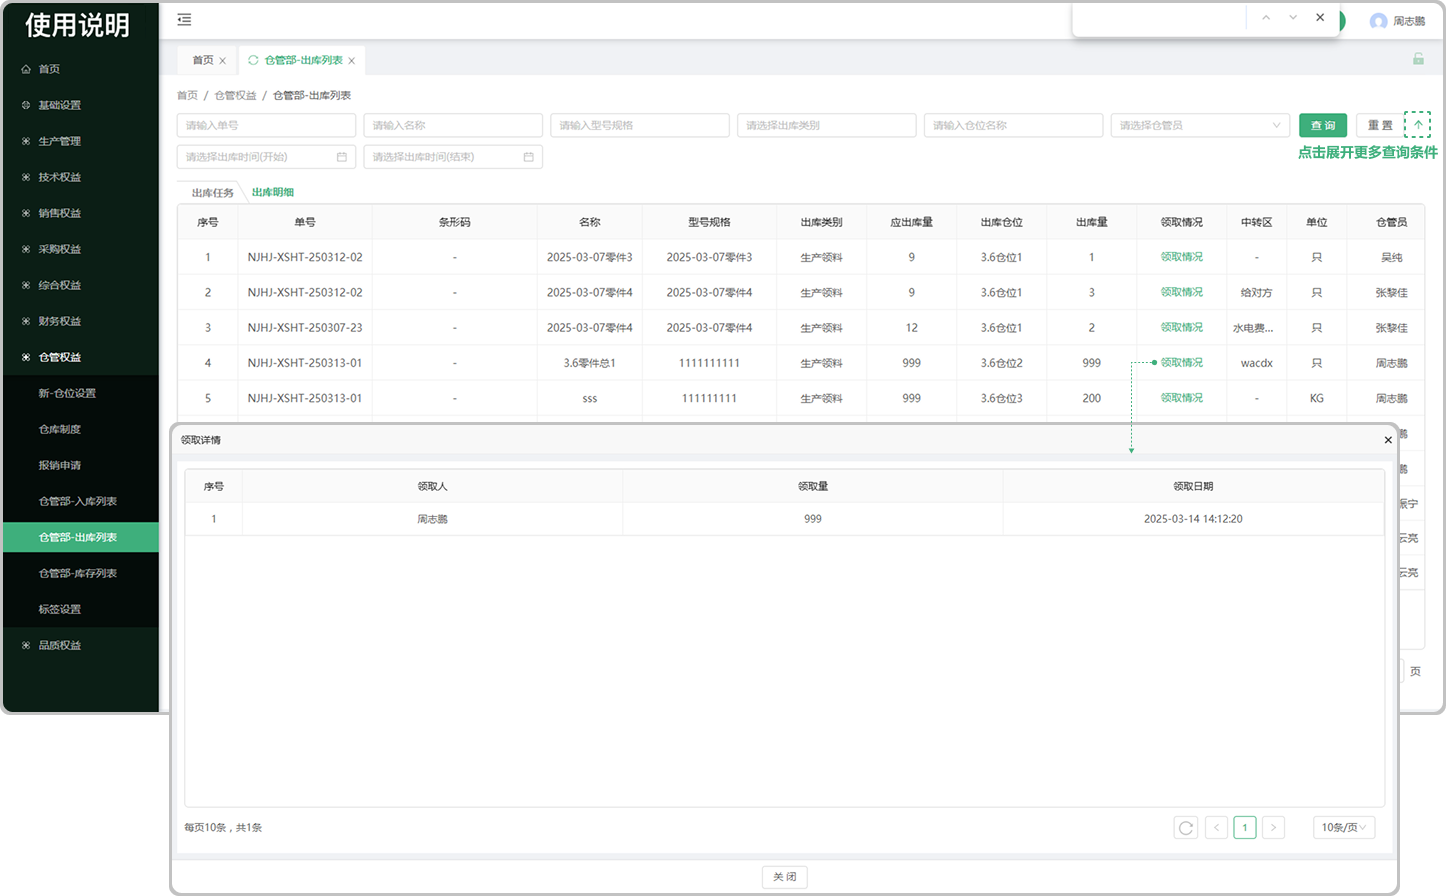 使用说明
周志鹏
首页
基础设置
生产管理
技术权益
销售权益
采购权益
综合权益
财务权益
仓管权益
新-仓位设置
仓库制度
报销申请
仓管部-入库列表
仓管部-出库列表
仓管部-库存列表
标签设置
品质权益
首页 仓管部-出库列表
首页 / 仓管权益 / 仓管部-出库列表
请输入单号 请输入名称 请输入型号规格 请选择出库类别 请输入仓位名称 请选择仓管员 查 询 重 置
请选择出库时间(开始) 请选择出库时间(结束)
点击展开更多查询条件
出库任务 出库明细
序号 单号 条形码 名称 型号规格 出库类别 应出库量 出库仓位 出库量 领取情况 中转区 单位 仓管员
1 NJHJ-XSHT-250312-02 - 2025-03-07零件3 2025-03-07零件3 生产领料 9 3.6仓位1 1 领取情况 - 只 吴纯
2 NJHJ-XSHT-250312-02 - 2025-03-07零件4 2025-03-07零件4 生产领料 9 3.6仓位1 3 领取情况 给对方 只 张黎佳
3 NJHJ-XSHT-250307-23 - 2025-03-07零件4 2025-03-07零件4 生产领料 12 3.6仓位1 2 领取情况 水电费... 只 张黎佳
4 NJHJ-XSHT-250313-01 - 3.6零件总1 1111111111 生产领料 999 3.6仓位2 999 领取情况 wacdx 只 周志鹏
5 NJHJ-XSHT-250313-01 - sss 111111111 生产领料 999 3.6仓位3 200 领取情况 - KG 周志鹏
鹏
鹏
振宁
云亮
云亮
页
领取详情
序号 领取人 领取量 领取日期
1 周志鹏 999 2025-03-14 14:12:20
每页10条，共1条
1 10条/页
关 闭